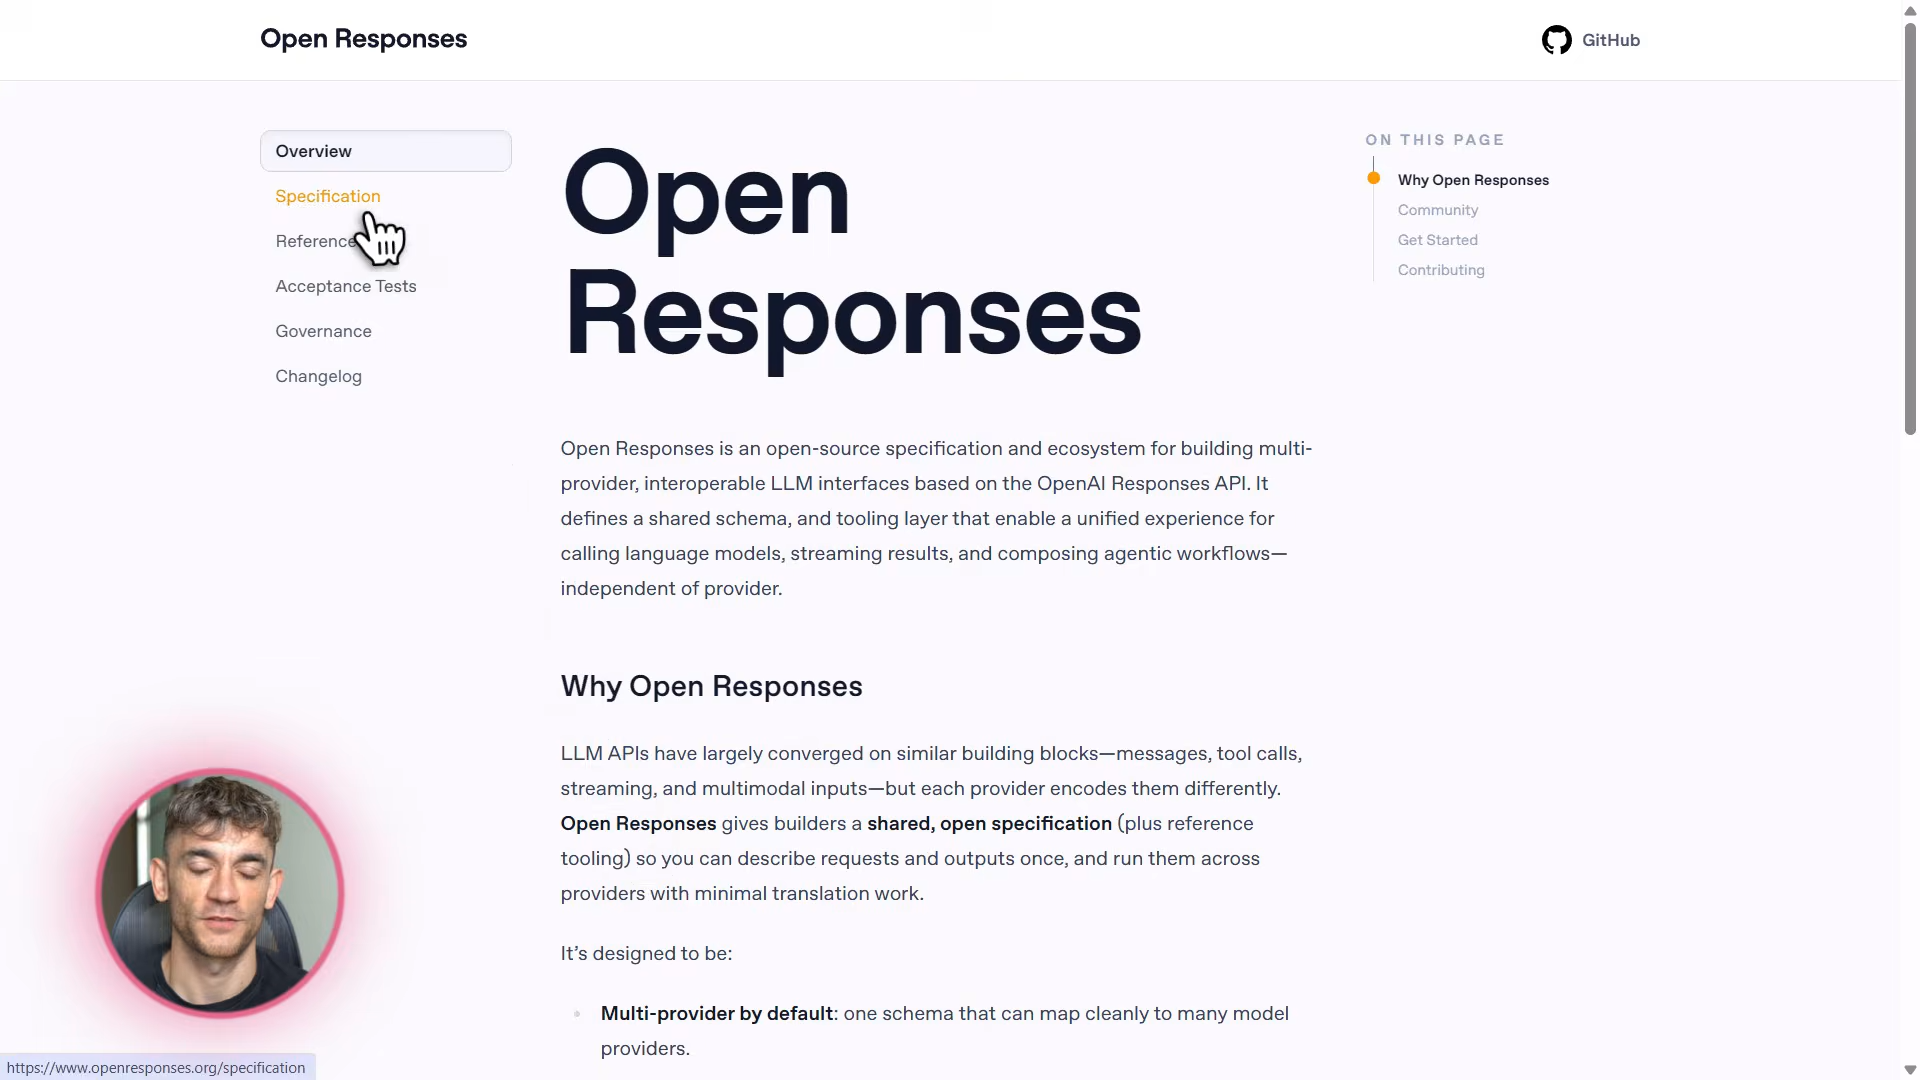 Open Responses
GitHub
Overview
Specification
Reference
Acceptance Tests
Governance
Changelog
Open
Responses
Open Responses is an open-source specification and ecosystem for building multi-
provider, interoperable LLM interfaces based on the OpenAI Responses API. It
defines a shared schema, and tooling layer that enable a unified experience for
calling language models, streaming results, and composing agentic workflows—
independent of provider.
Why Open Responses
LLM APIs have largely converged on similar building blocks—messages, tool calls,
streaming, and multimodal inputs—but each provider encodes them differently.
Open Responses gives builders a shared, open specification (plus reference
tooling) so you can describe requests and outputs once, and run them across
providers with minimal translation work.
It's designed to be:
Multi-provider by default: one schema that can map cleanly to many model
providers.
ON THIS PAGE
Why Open Responses
Community
Get Started
Contributing
https://www.openresponses.org/specification